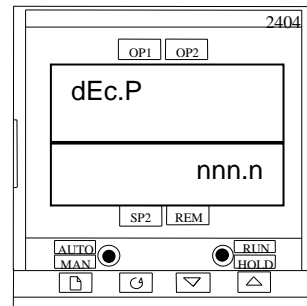 2404
OP1 OP2
dEc.P
nnn.n
SP2 REM
AUTO RUN
MAN HOLD